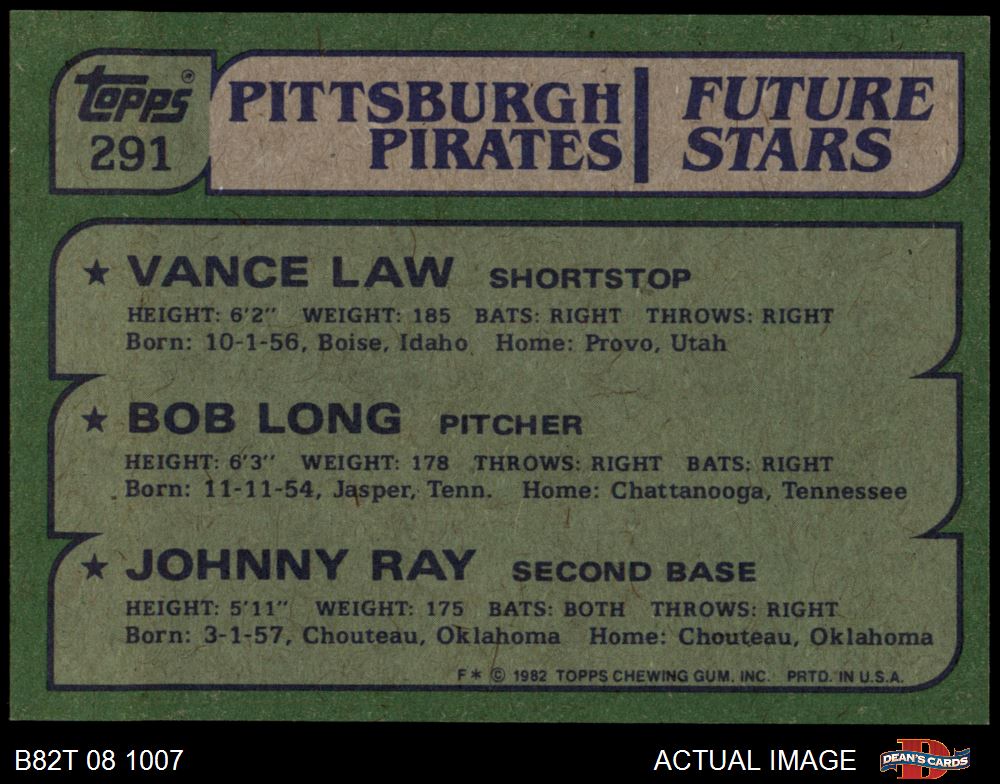 topps®
291
PITTSBURGH PIRATES
FUTURE STARS
★ VANCE LAW SHORTSTOP
HEIGHT: 6'2" WEIGHT: 185 BATS: RIGHT THROWS: RIGHT
Born: 10-1-56, Boise, Idaho Home: Provo, Utah
★ BOB LONG PITCHER
HEIGHT: 6'3" WEIGHT: 178 THROWS: RIGHT BATS: RIGHT
Born: 11-11-54, Jasper, Tenn. Home: Chattanooga, Tennessee
★ JOHNNY RAY SECOND BASE
HEIGHT: 5'11" WEIGHT: 175 BATS: BOTH THROWS: RIGHT
Born: 3-1-57, Chouteau, Oklahoma Home: Chouteau, Oklahoma
F* © 1982 TOPPS CHEWING GUM, INC. PRTD. IN U.S.A.
B82T 08 1007 ACTUAL IMAGE
D
DEAN'S CARDS